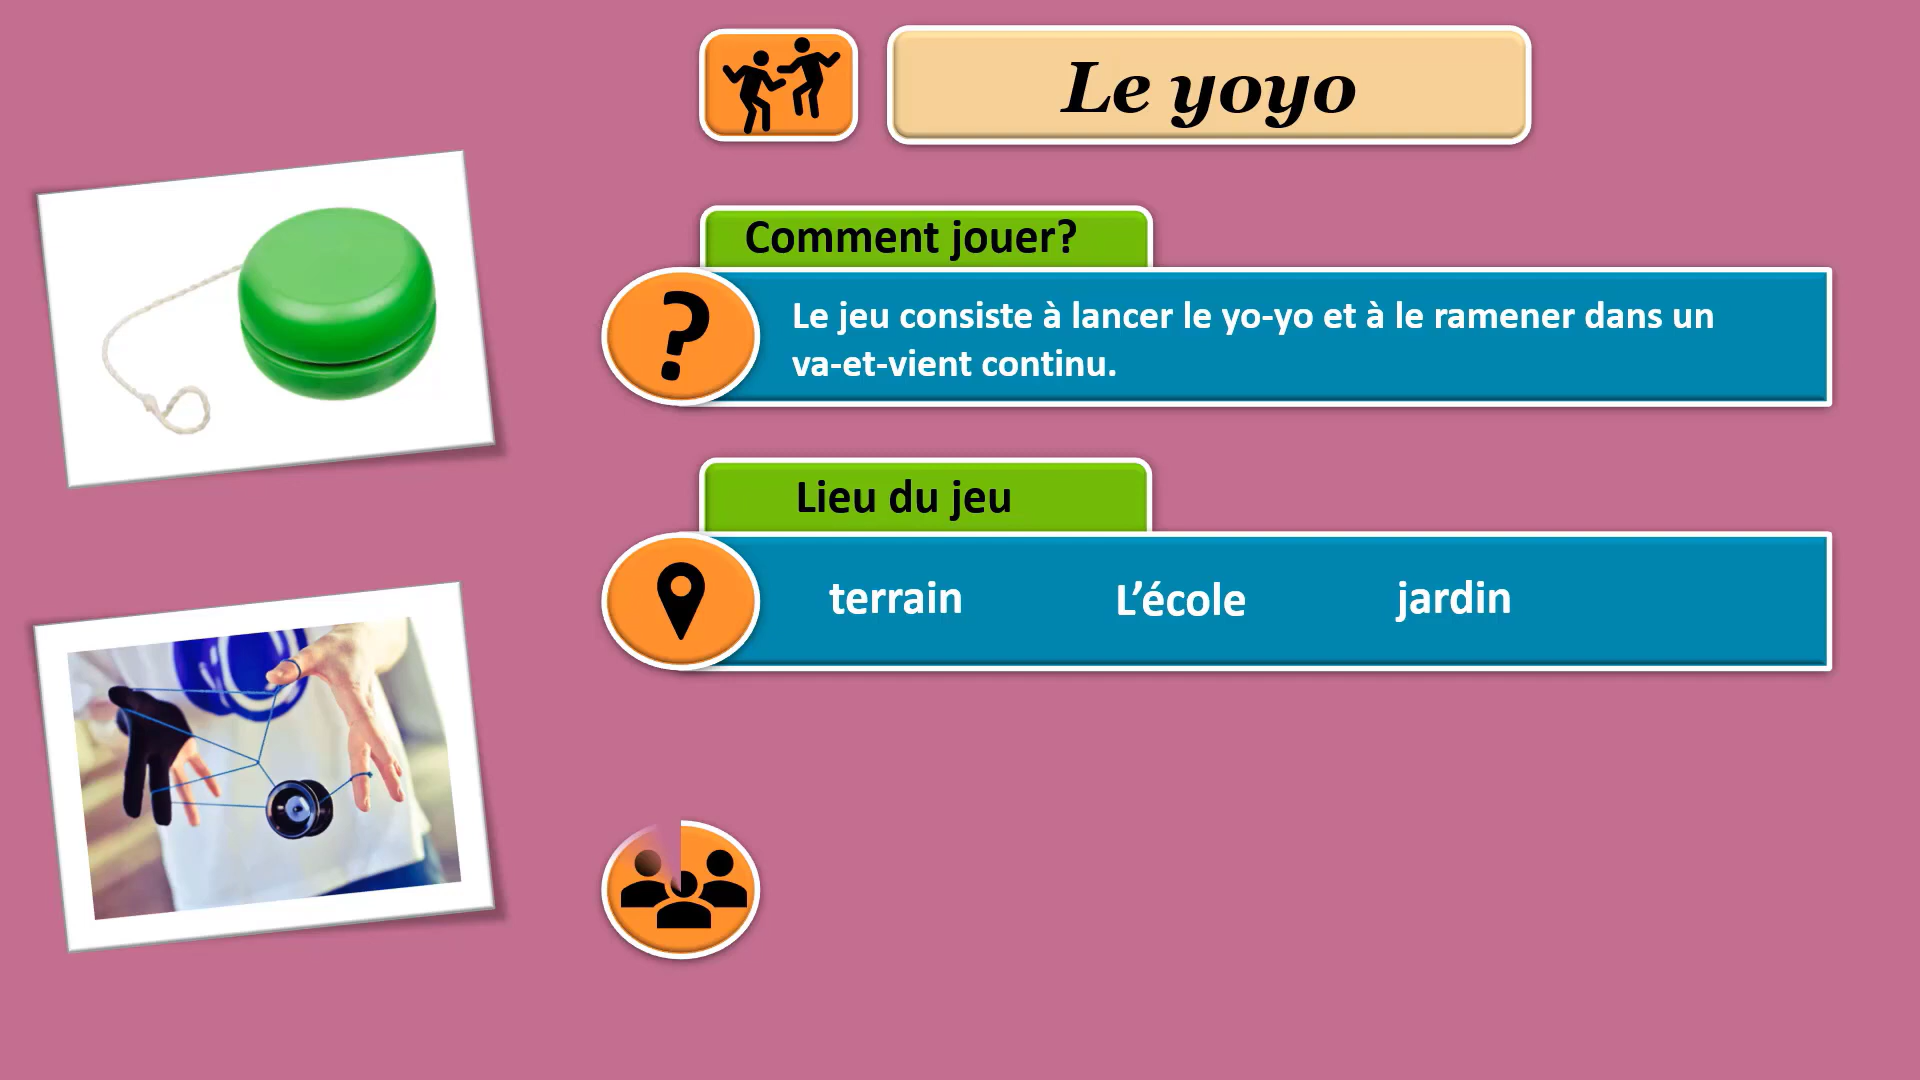 Le yoyo
Comment jouer?
?
Le jeu consiste à lancer le yo-yo et à le ramener dans un
va-et-vient continu.
Lieu du jeu
terrain L’école jardin